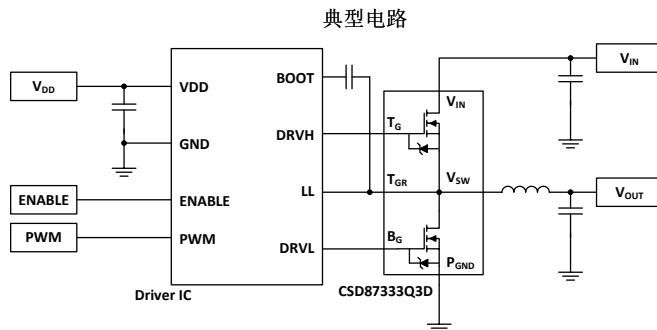 典型电路
VDD
VDD
GND
ENABLE
ENABLE
PWM
PWM
BOOT
DRVH
LL
DRVL
Driver IC
VIN
TG
TGR
VSW
BG
PGND
CSD87333Q3D
VIN
VOUT